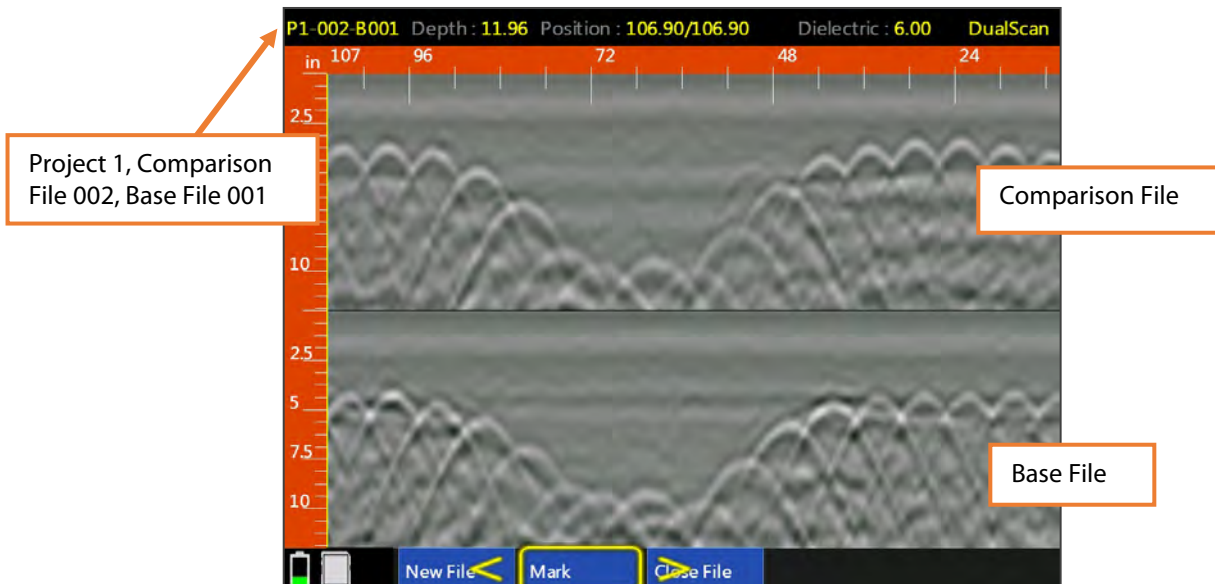 P1-002-B001 Depth : 11.96 Position : 106.90/106.90 Dielectric : 6.00 DualScan
in 107 96 72 48 24
2.5
10
Project 1, Comparison
File 002, Base File 001
Comparison File
2.5
5
7.5
10
Base File
New File < Mark > Close File